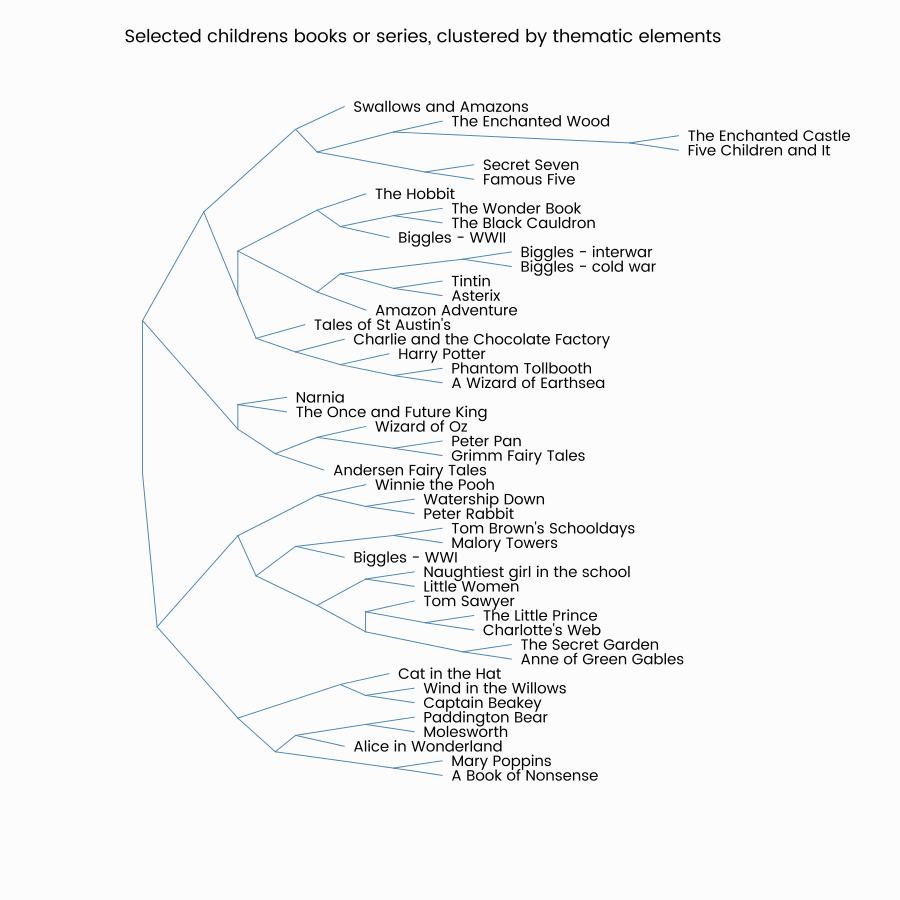 Selected childrens books or series, clustered by thematic elements
Swallows and Amazons
The Enchanted Wood
The Enchanted Castle
Five Children and It
Secret Seven
Famous Five
The Hobbit
The Wonder Book
The Black Cauldron
Biggles - WWII
Biggles - interwar
Biggles - cold war
Tintin
Asterix
Amazon Adventure
Tales of St Austin's
Charlie and the Chocolate Factory
Harry Potter
Phantom Tollbooth
A Wizard of Earthsea
Narnia
The Once and Future King
Wizard of Oz
Peter Pan
Grimm Fairy Tales
Andersen Fairy Tales
Winnie the Pooh
Watership Down
Peter Rabbit
Tom Brown's Schooldays
Malory Towers
Biggles - WWI
Naughtiest girl in the school
Little Women
Tom Sawyer
The Little Prince
Charlotte's Web
The Secret Garden
Anne of Green Gables
Cat in the Hat
Wind in the Willows
Captain Beakey
Paddington Bear
Molesworth
Alice in Wonderland
Mary Poppins
A Book of Nonsense